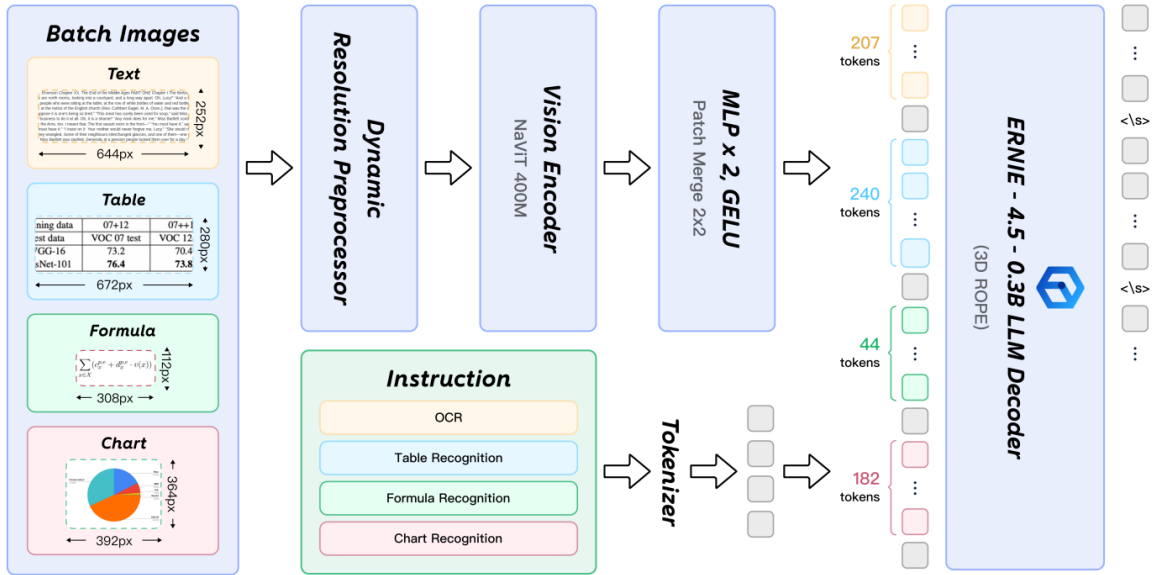 Batch Images
Text
252px
644px
Table
ning data 07+12 07++1
est data VOC 07 test VOC 12
VGG-16 73.2 70.4
sNet-101 76.4 73.8
280px
672px
Formula
∑(c_x^{p,e} + d_x^{p,e} · v(x))
x∈X
112px
308px
Chart
364px
392px
Dynamic
Resolution Preprocessor
Vision Encoder
NaViT 400M
MLP x 2, GELU
Patch Merge 2x2
Instruction
OCR
Table Recognition
Formula Recognition
Chart Recognition
Tokenizer
207
tokens
240
tokens
44
tokens
182
tokens
ERNIE - 4.5 - 0.3B LLM Decoder
(3D ROPE)
<\s>
<\s>